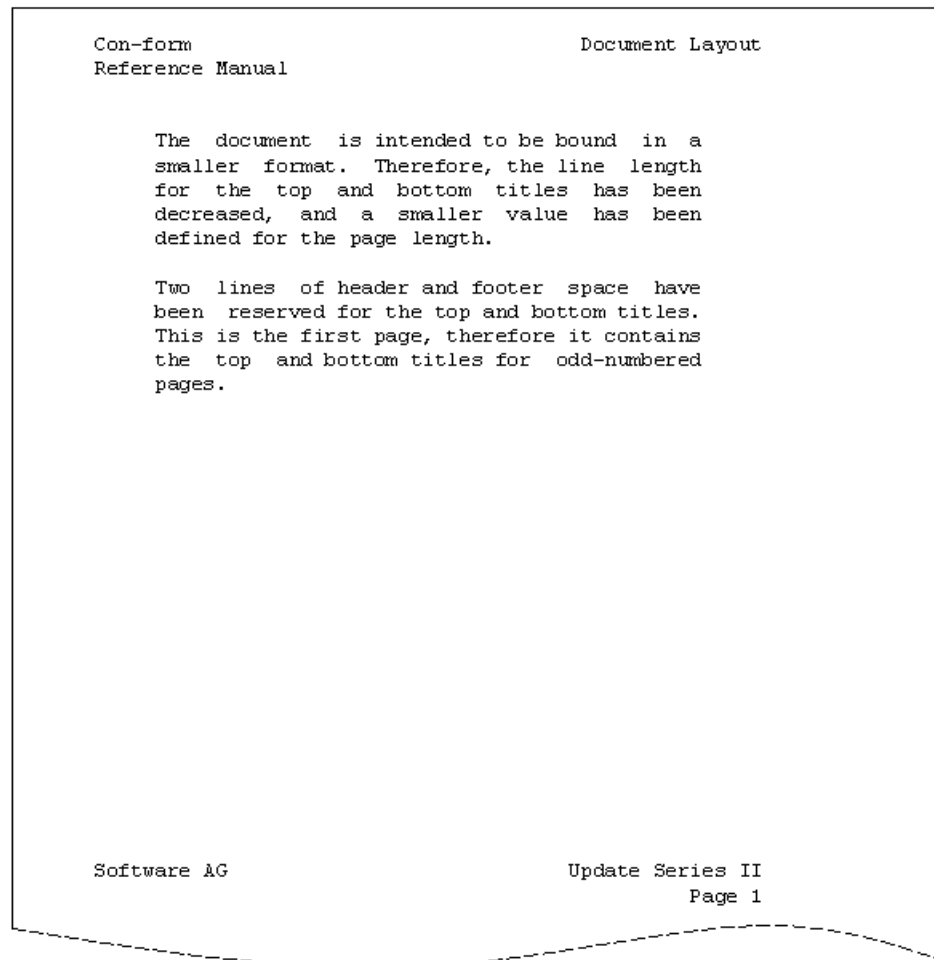 Con-form Document Layout
Reference Manual
The document is intended to be bound in a
smaller format. Therefore, the line length
for the top and bottom titles has been
decreased, and a smaller value has been
defined for the page length.
Two lines of header and footer space have
been reserved for the top and bottom titles.
This is the first page, therefore it contains
the top and bottom titles for odd-numbered
pages.
Software AG Update Series II
Page 1